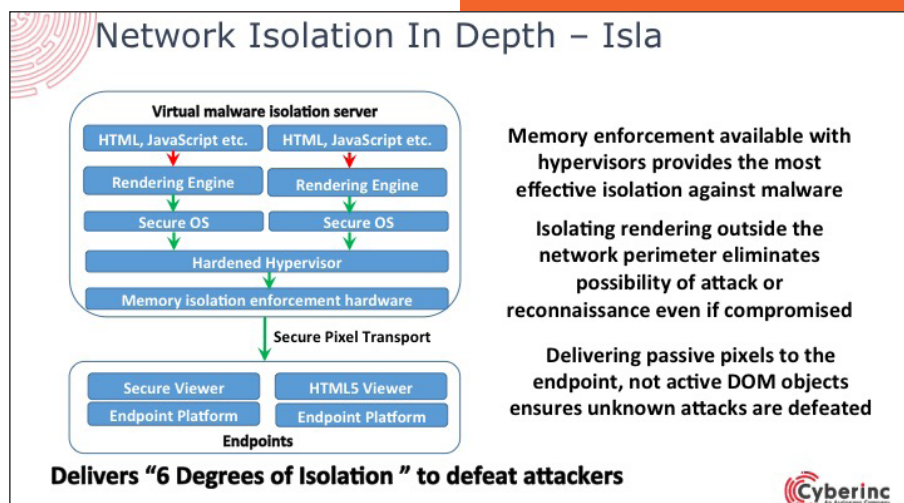 Network Isolation In Depth – Isla
Virtual malware isolation server
HTML, JavaScript etc.
HTML, JavaScript etc.
Rendering Engine
Rendering Engine
Secure OS
Secure OS
Hardened Hypervisor
Memory isolation enforcement hardware
Secure Pixel Transport
Secure Viewer
HTML5 Viewer
Endpoint Platform
Endpoint Platform
Endpoints
Memory enforcement available with
hypervisors provides the most
effective isolation against malware
Isolating rendering outside the
network perimeter eliminates
possibility of attack or
reconnaissance even if compromised
Delivering passive pixels to the
endpoint, not active DOM objects
ensures unknown attacks are defeated
Delivers “6 Degrees of Isolation ” to defeat attackers
Cyberinc